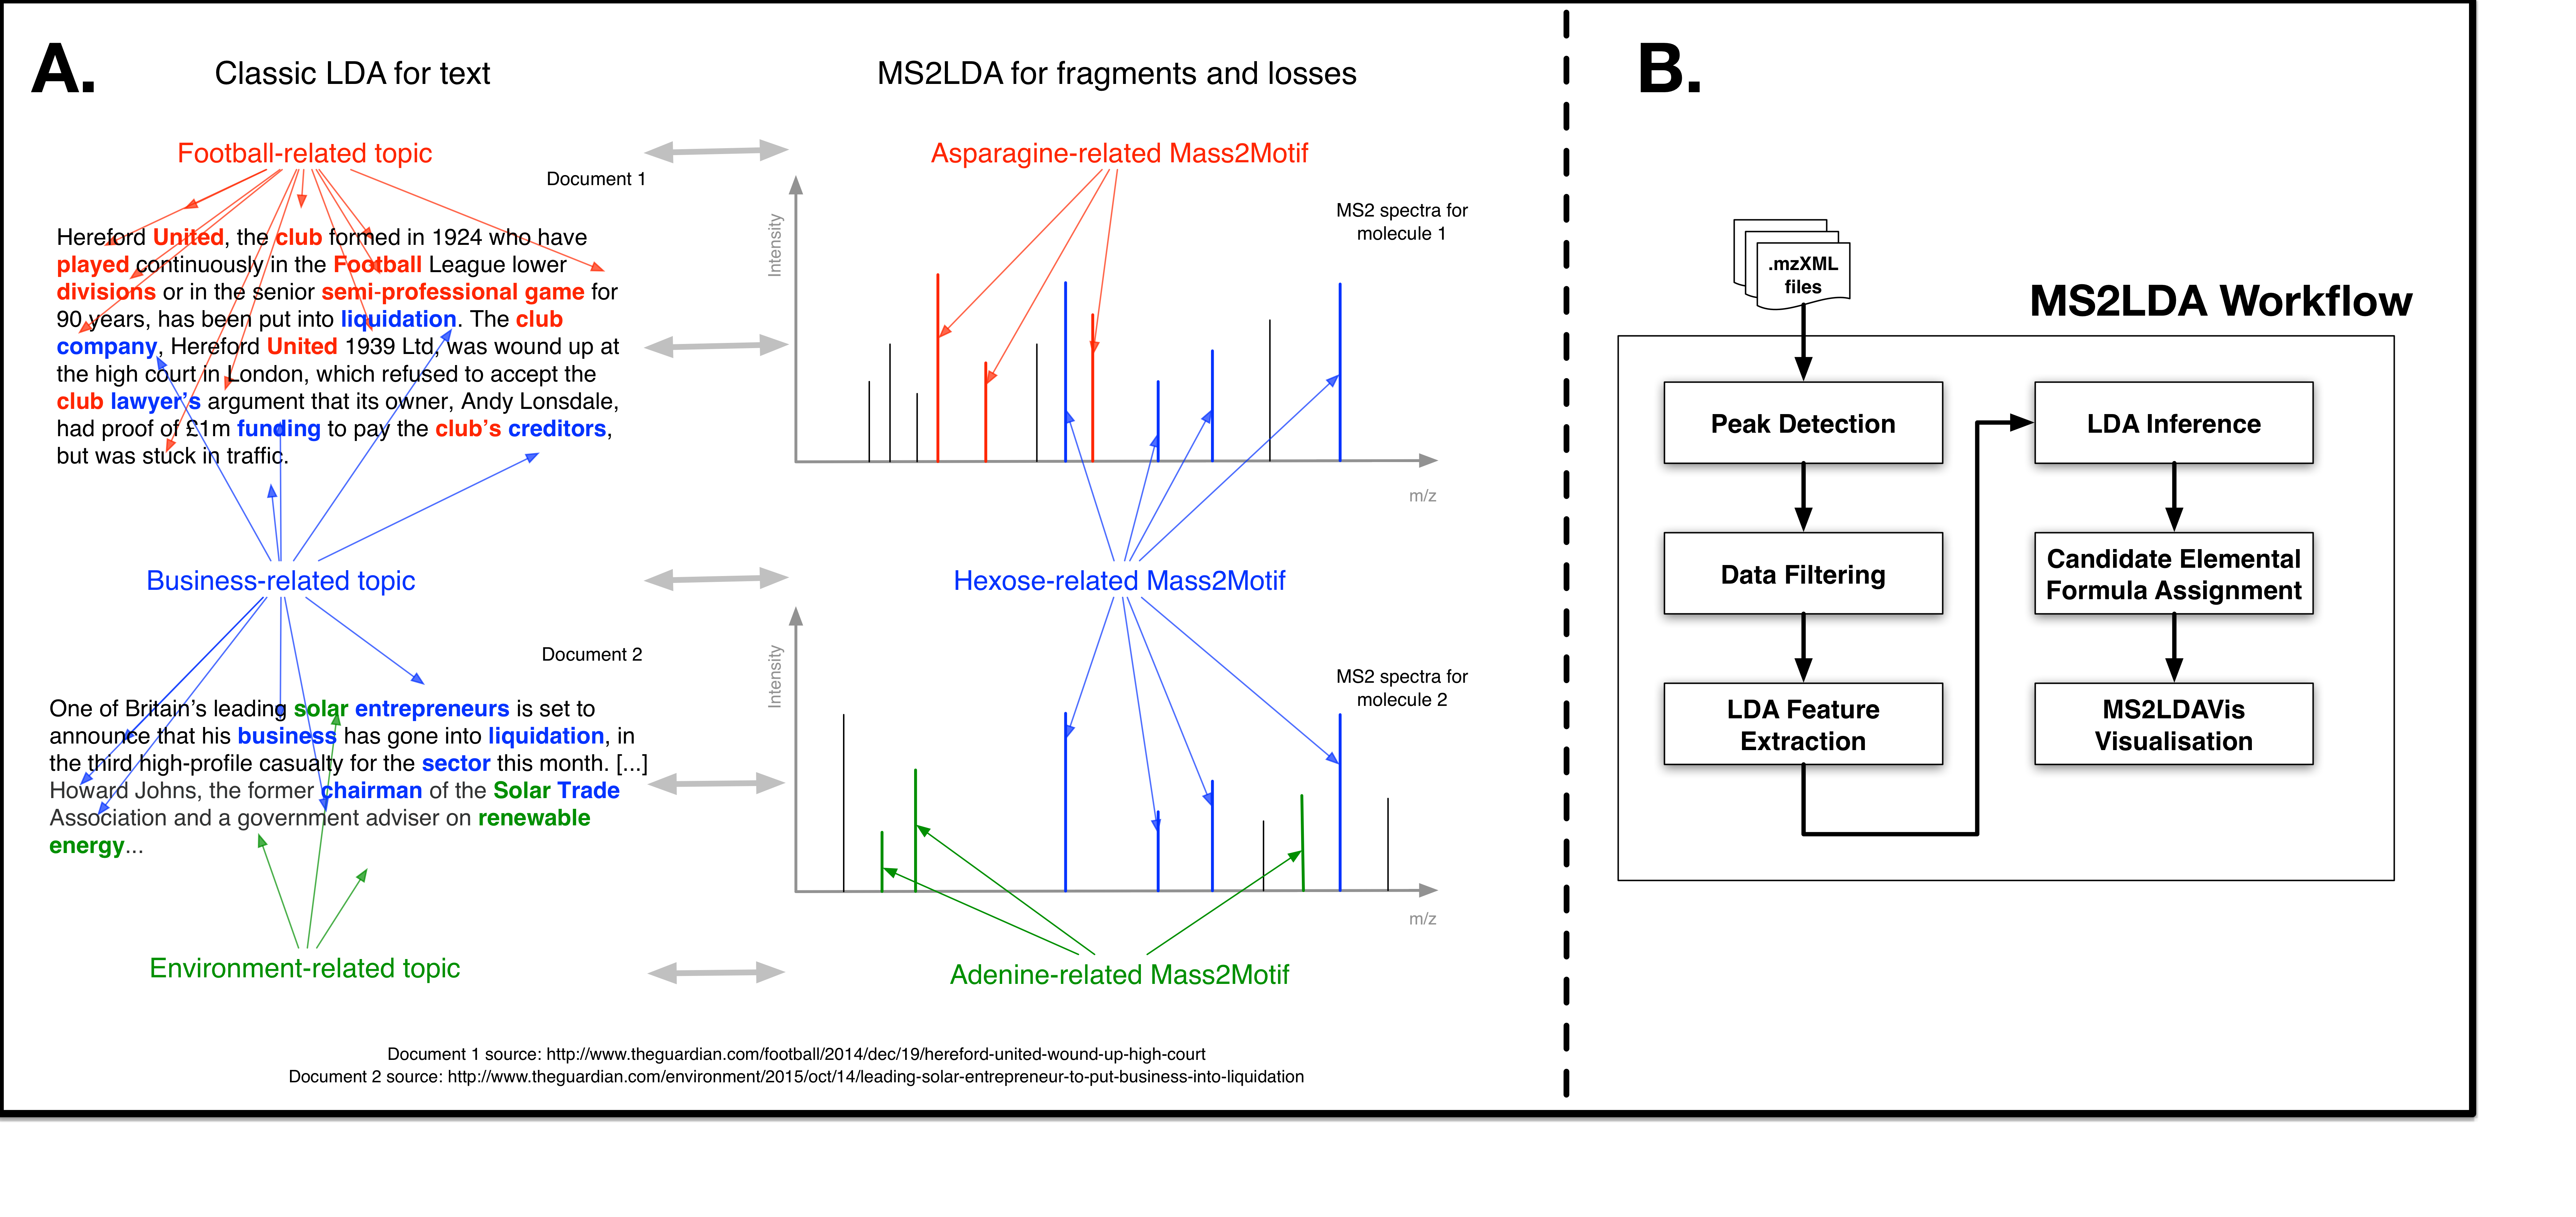 A.
Classic LDA for text
MS2LDA for fragments and losses
Football-related topic
Asparagine-related Mass2Motif
Document 1
Hereford United, the club formed in 1924 who have
played continuously in the Football League lower
divisions or in the senior semi-professional game for
90 years, has been put into liquidation. The club
company, Hereford United 1939 Ltd, was wound up at
the high court in London, which refused to accept the
club lawyer's argument that its owner, Andy Lonsdale,
had proof of £1m funding to pay the club's creditors,
but was stuck in traffic.
Intensity
MS2 spectra for
molecule 1
m/z
Business-related topic
Hexose-related Mass2Motif
Document 2
One of Britain's leading solar entrepreneurs is set to
announce that his business has gone into liquidation, in
the third high-profile casualty for the sector this month. [...]
Howard Johns, the former chairman of the Solar Trade
Association and a government adviser on renewable
energy...
Intensity
MS2 spectra for
molecule 2
m/z
Environment-related topic
Adenine-related Mass2Motif
Document 1 source: http://www.theguardian.com/football/2014/dec/19/hereford-united-wound-up-high-court
Document 2 source: http://www.theguardian.com/environment/2015/oct/14/leading-solar-entrepreneur-to-put-business-into-liquidation
B.
.mzXML
files
MS2LDA Workflow
Peak Detection
Data Filtering
LDA Feature
Extraction
LDA Inference
Candidate Elemental
Formula Assignment
MS2LDAVis
Visualisation